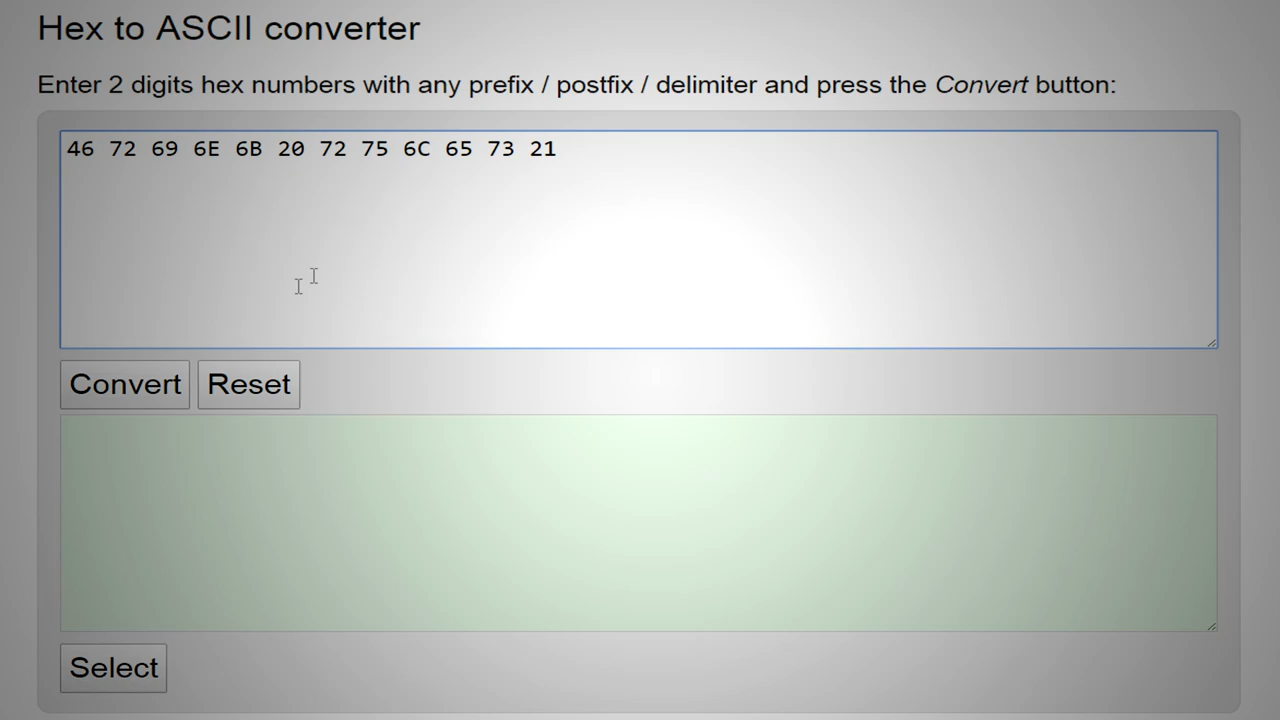 Hex to ASCII converter
Enter 2 digits hex numbers with any prefix / postfix / delimiter and press the Convert button:
46 72 69 6E 6B 20 72 75 6C 65 73 21
Convert Reset
Select